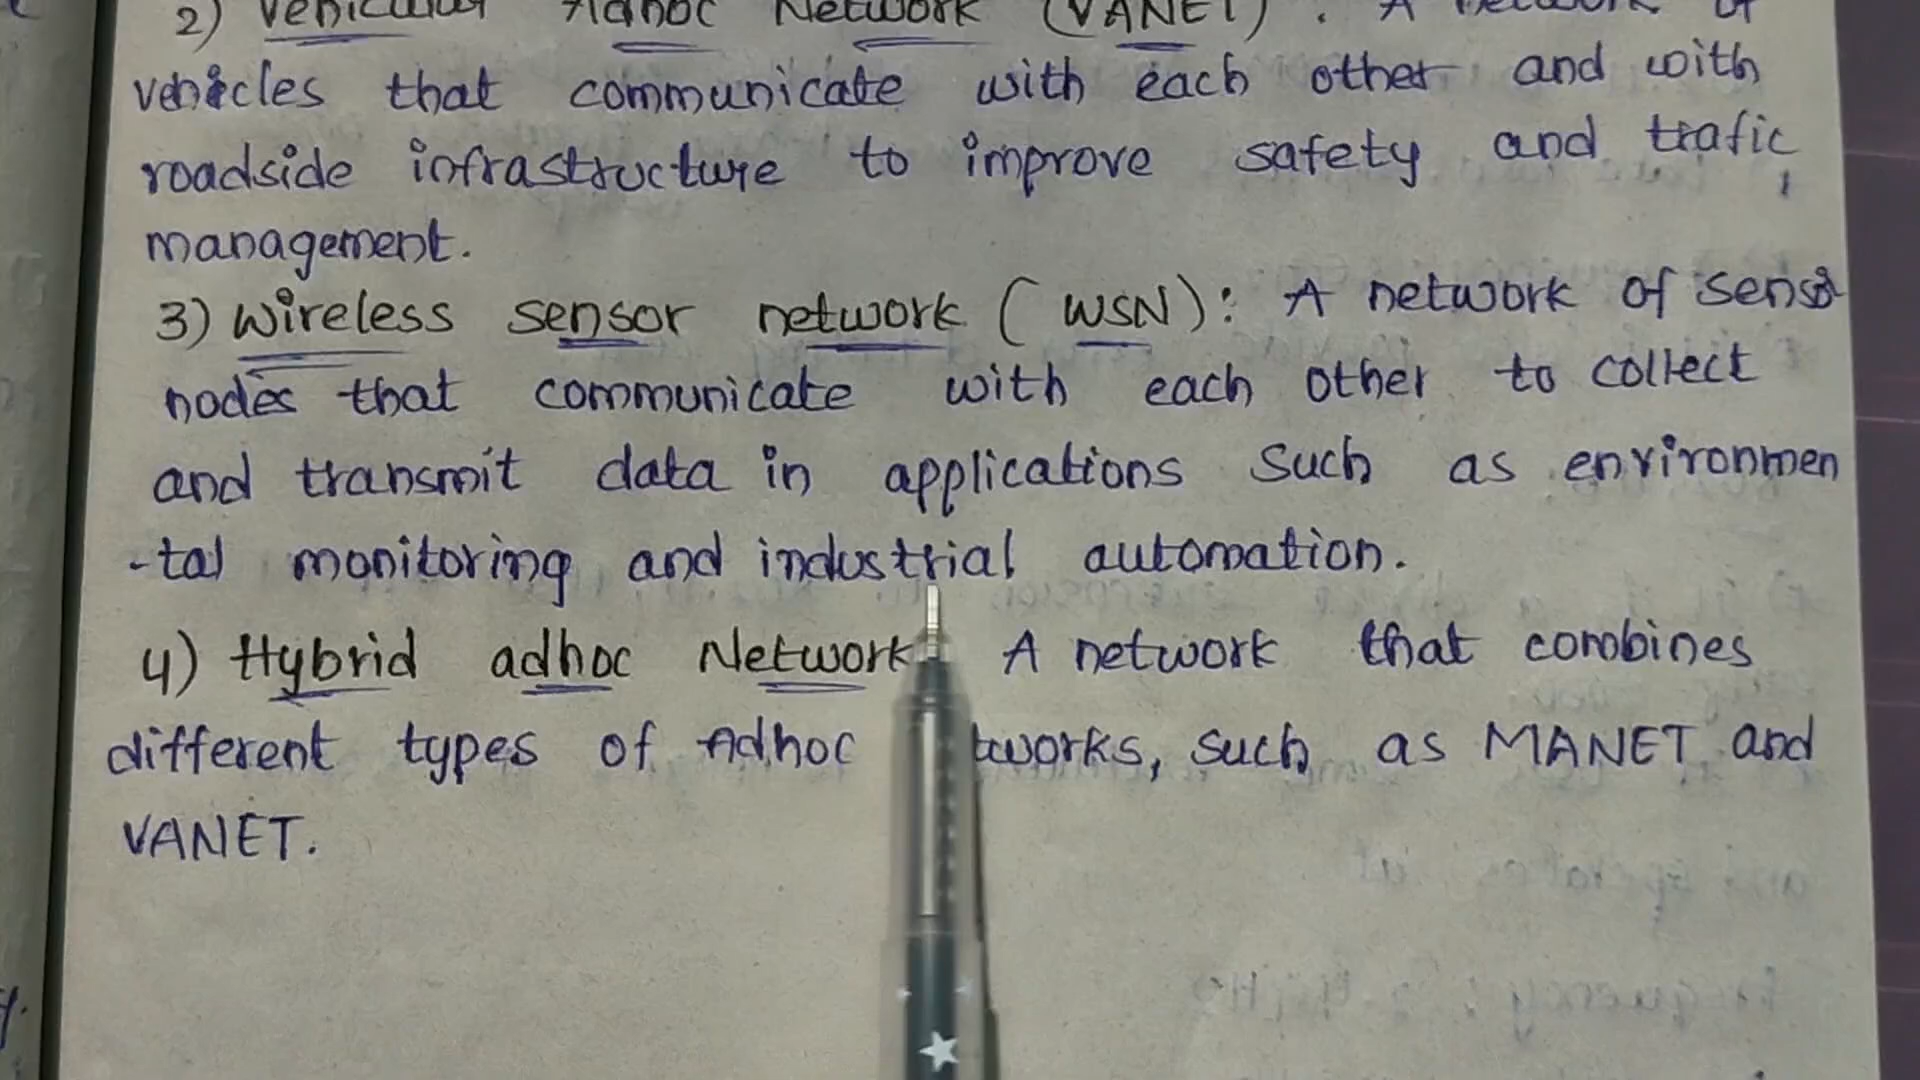 2) Vehicular Adhoc Network (VANET) : A network of
vehicles that communicate with each other and with
roadside infrastructure to improve safety and trafic
management.
3) wireless sensor network (WSN): A network of sensor
nodes that communicate with each other to collect
and transmit data in applications such as environmen
-tal monitoring and industrial automation.
4) Hybrid adhoc Network A network that combines
different types of Adhoc tworks, such as MANET and
VANET.